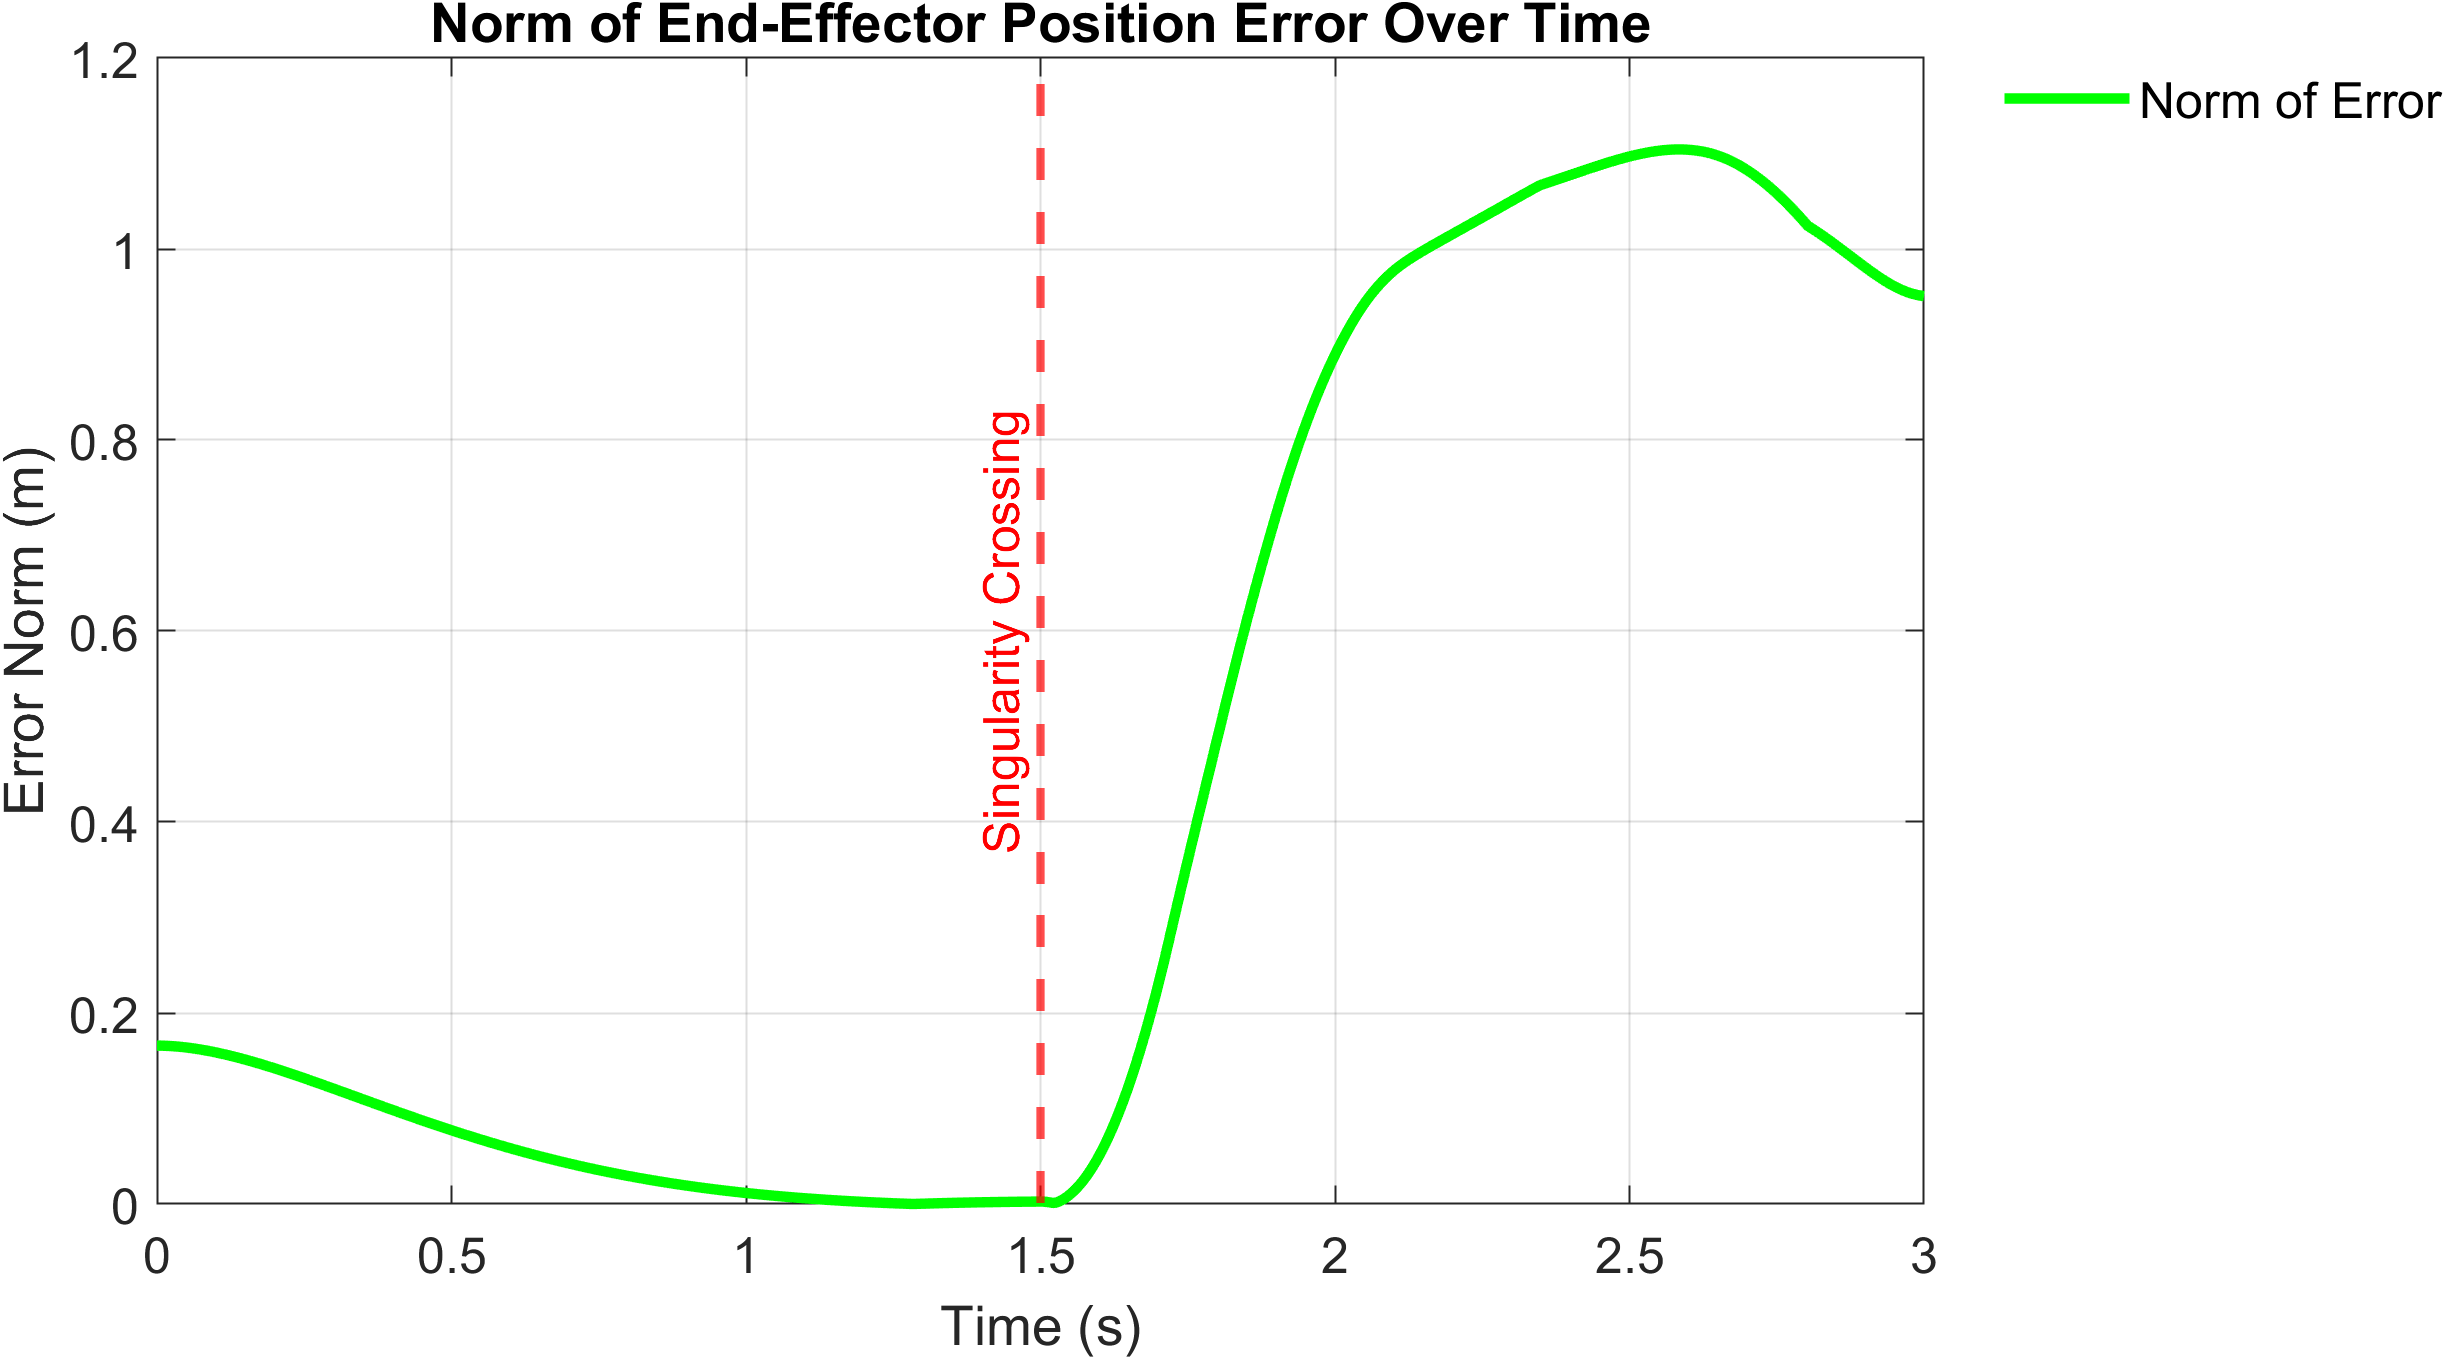 Norm of End-Effector Position Error Over Time
Norm of Error
Error Norm (m)
1.2
1
0.8
0.6
0.4
0.2
0
Singularity Crossing
0 0.5 1 1.5 2 2.5 3
Time (s)